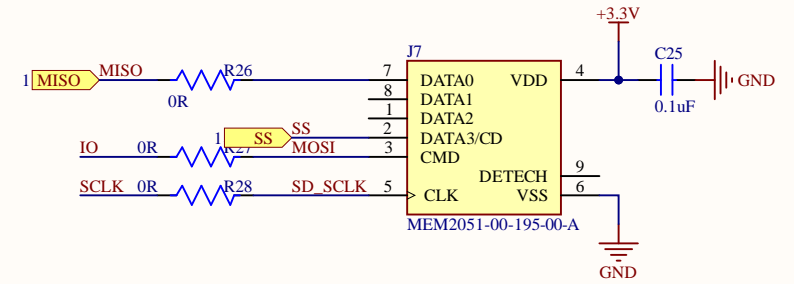 +3.3V
J7
C25
1 MISO MISO R26 7 DATA0 VDD 4 GND
0R 8 DATA1 0.1uF
1 DATA2
1 SS SS 2 DATA3/CD
IO 0R R27 MOSI 3 CMD
DETECH 9
SCLK 0R R28 SD_SCLK 5 CLK VSS 6
MEM2051-00-195-00-A
GND